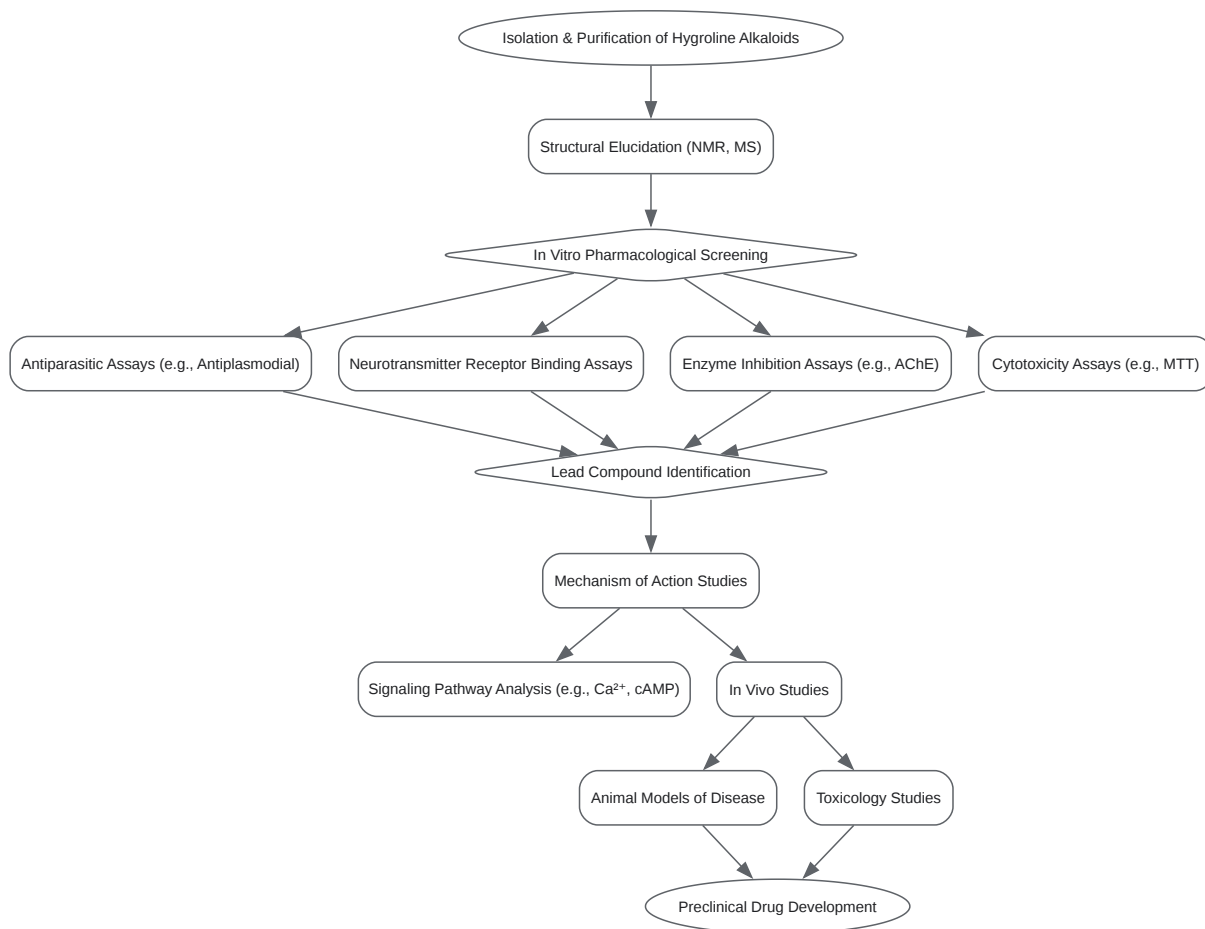 Isolation & Purification of Hygroline Alkaloids
Structural Elucidation (NMR, MS)
In Vitro Pharmacological Screening
Antiparasitic Assays (e.g., Antiplasmodial)
Neurotransmitter Receptor Binding Assays
Enzyme Inhibition Assays (e.g., AChE)
Cytotoxicity Assays (e.g., MTT)
Lead Compound Identification
Mechanism of Action Studies
Signaling Pathway Analysis (e.g., Ca²⁺, cAMP)
In Vivo Studies
Animal Models of Disease
Toxicology Studies
Preclinical Drug Development